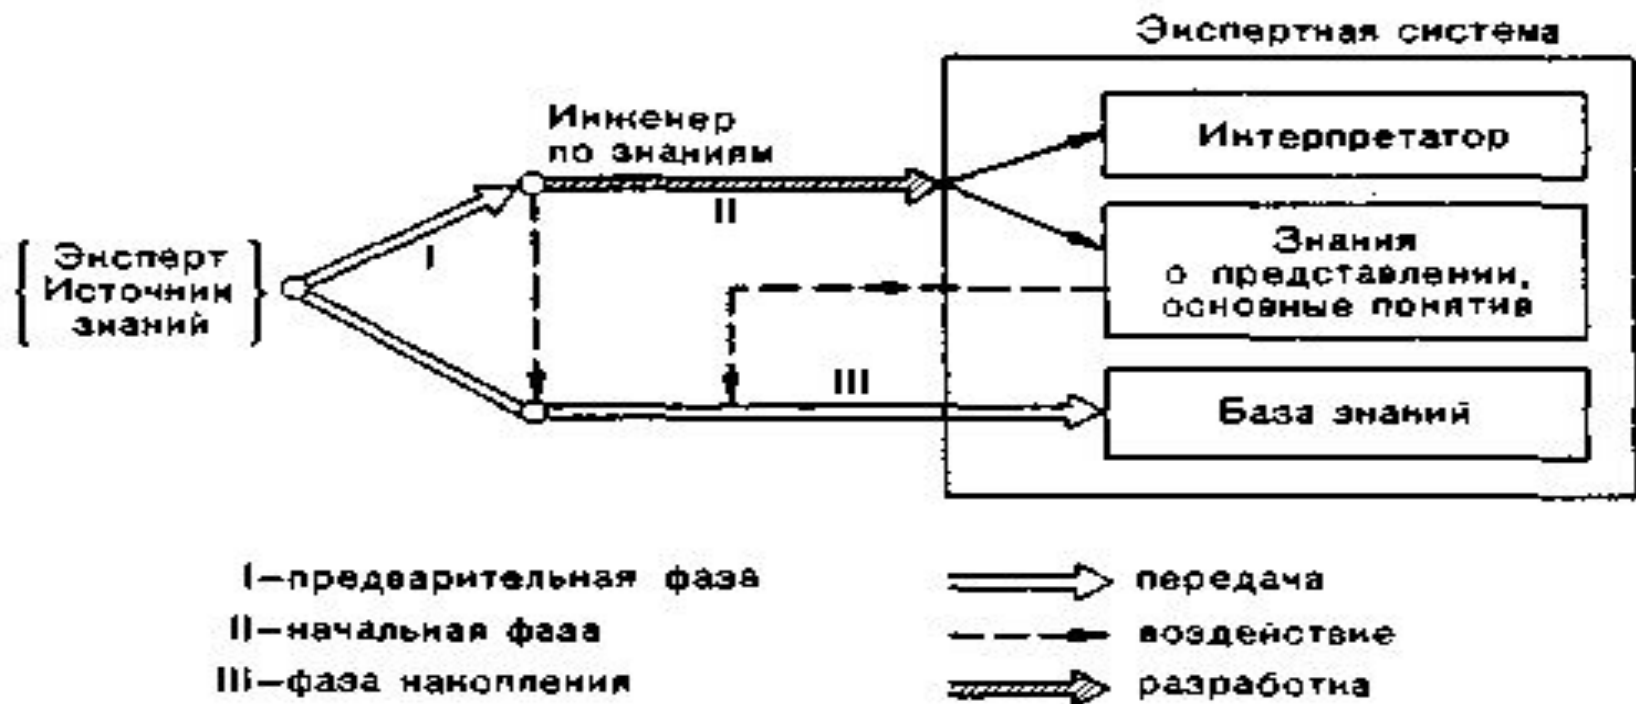 Экспертная система
Инженер
по знаниям
Интерпретатор
I
II
Эксперт
Источник
знаний
Знания
о представлении,
основные понятив
III
База знаний
I—предварительная фаза
передача
II—начальная фаза
воздействие
III—фаза накопления
разработка